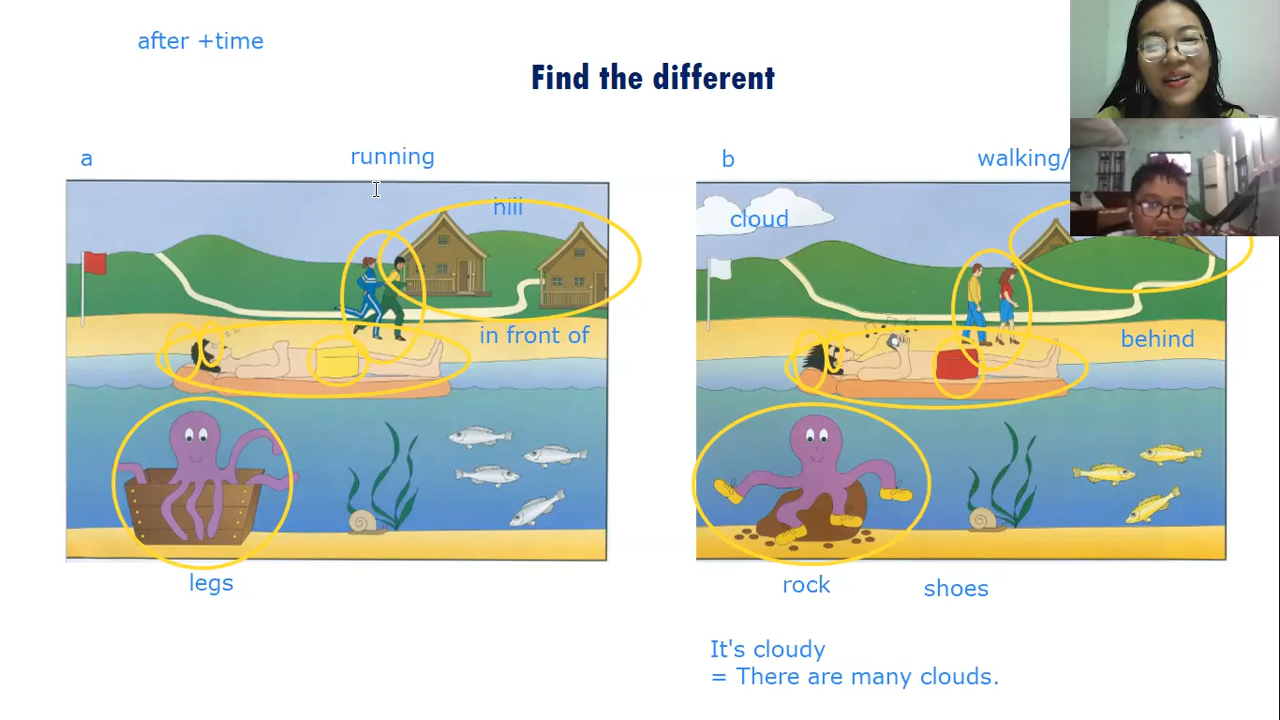 after +time
Find the different
a
running
b
walking/
hill
cloud
in front of
behind
legs
rock
shoes
It's cloudy
= There are many clouds.